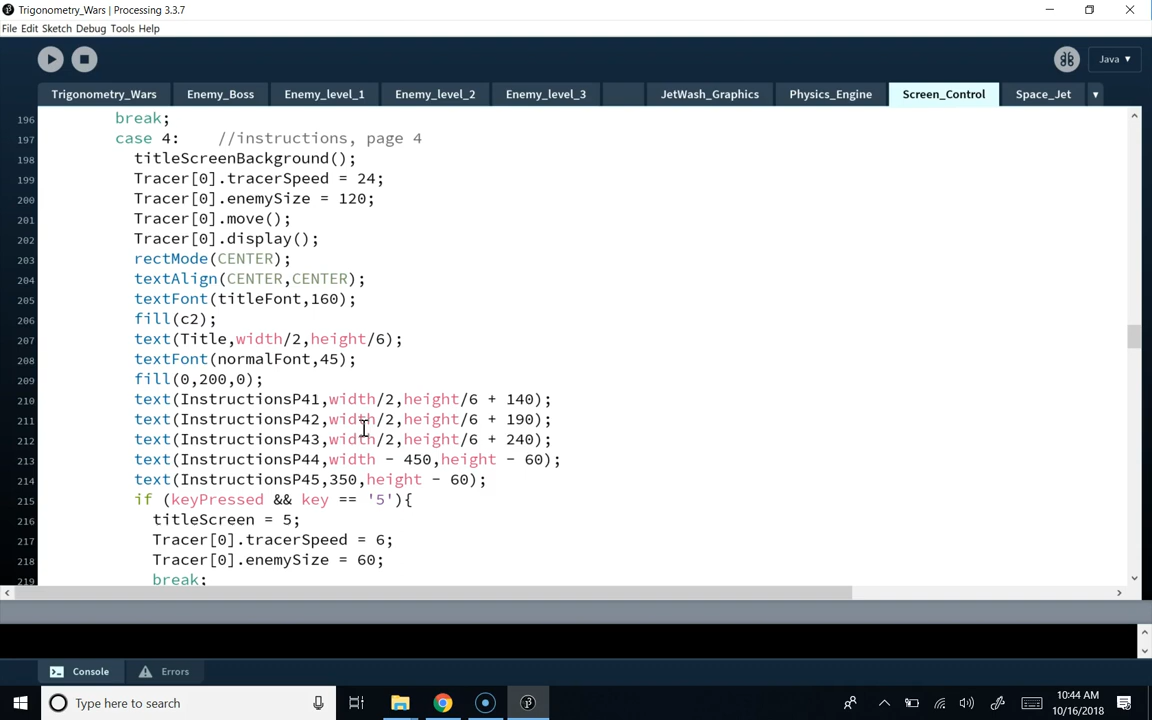 Trigonometry_Wars | Processing 3.3.7
File Edit Sketch Debug Tools Help
Java ▼
Trigonometry_Wars Enemy_Boss Enemy_level_1 Enemy_level_2 Enemy_level_3 JetWash_Graphics Physics_Engine Screen_Control Space_Jet ▼
196 break;
197 case 4: //instructions, page 4
198 titleScreenBackground();
199 Tracer[0].tracerSpeed = 24;
200 Tracer[0].enemySize = 120;
201 Tracer[0].move();
202 Tracer[0].display();
203 rectMode(CENTER);
204 textAlign(CENTER,CENTER);
205 textFont(titleFont,160);
206 fill(c2);
207 text(Title,width/2,height/6);
208 textFont(normalFont,45);
209 fill(0,200,0);
210 text(InstructionsP41,width/2,height/6 + 140);
211 text(InstructionsP42,width/2,height/6 + 190);
212 text(InstructionsP43,width/2,height/6 + 240);
213 text(InstructionsP44,width - 450,height - 60);
214 text(InstructionsP45,350,height - 60);
215 if (keyPressed && key == '5'){
216 titleScreen = 5;
217 Tracer[0].tracerSpeed = 6;
218 Tracer[0].enemySize = 60;
219 break;
Console Errors
Type here to search
10:44 AM
10/16/2018